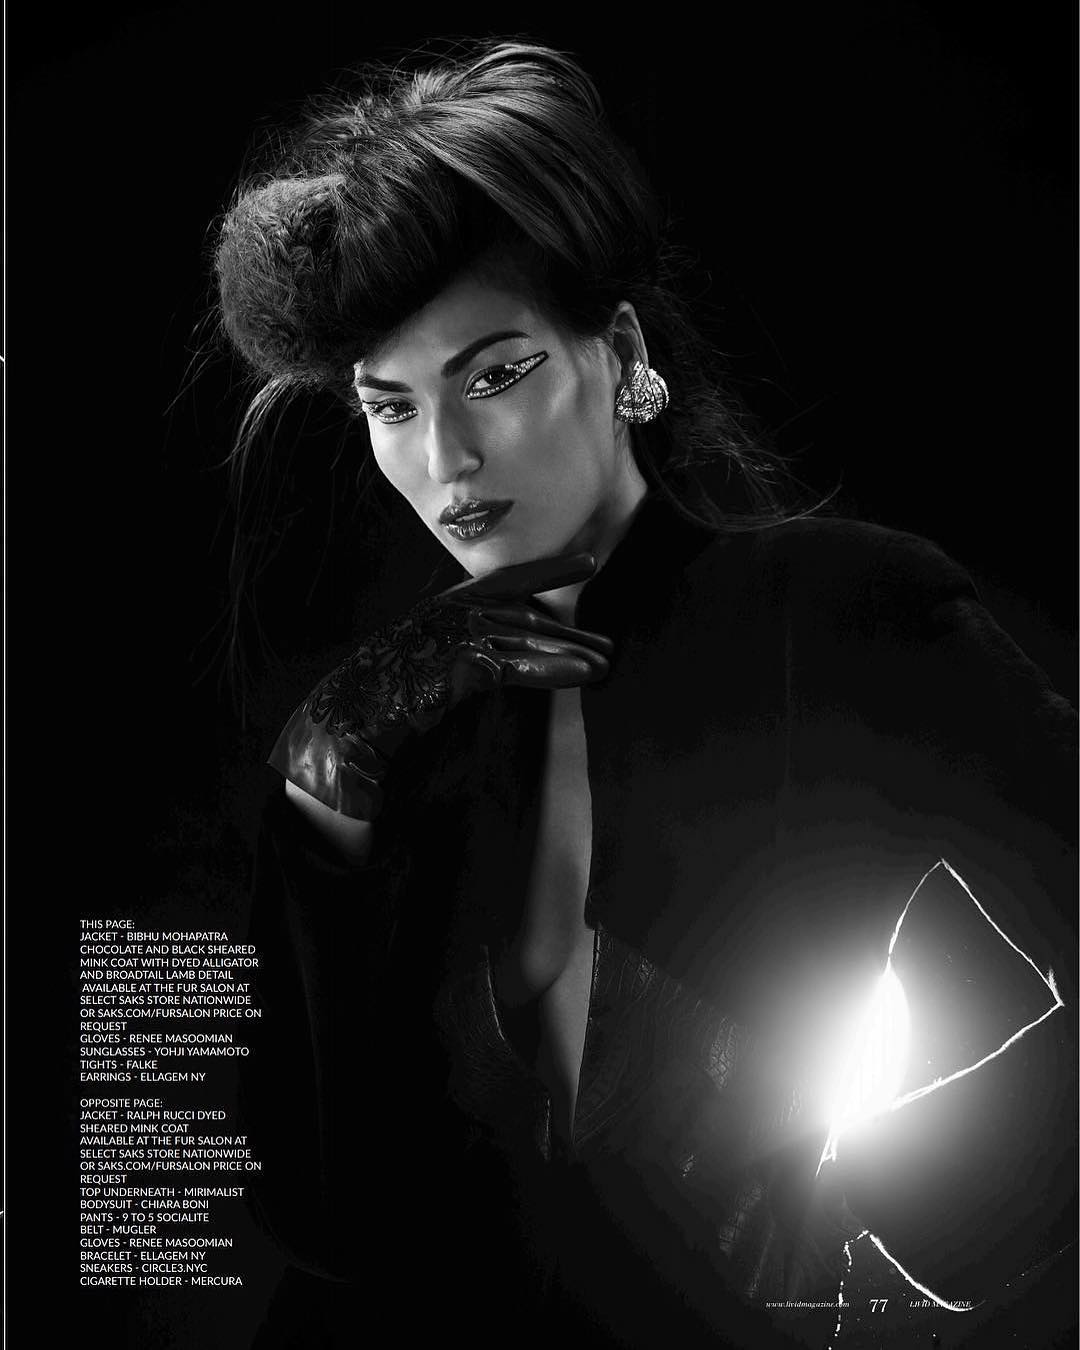 THIS PAGE:
JACKET - BIBHU MOHAPATRA
CHOCOLATE AND BLACK SHEARED
MINK COAT WITH DYED ALLIGATOR
AND BROADTAIL LAMB DETAIL
AVAILABLE AT THE FUR SALON AT
SELECT SAKS STORE NATIONWIDE
OR SAKS.COM/FURSALON PRICE ON
REQUEST
GLOVES - RENEE MASOOMIAN
SUNGLASSES - YOHJI YAMAMOTO
TIGHTS - FALKE
EARRINGS - ELLAGEM NY
OPPOSITE PAGE:
JACKET - RALPH RUCCI DYED
SHEARED MINK COAT
AVAILABLE AT THE FUR SALON AT
SELECT SAKS STORE NATIONWIDE
OR SAKS.COM/FURSALON PRICE ON
REQUEST
TOP UNDERNEATH - MIRIMALIST
BODYSUIT - CHIARA BONI
PANTS - 9 TO 5 SOCIALITE
BELT - MUGLER
GLOVES - RENEE MASOOMIAN
BRACELET - ELLAGEM NY
SNEAKERS - CIRCLE3.NYC
CIGARETTE HOLDER - MERCURA
www.lividmagazine.com 77 LIVID MAGAZINE